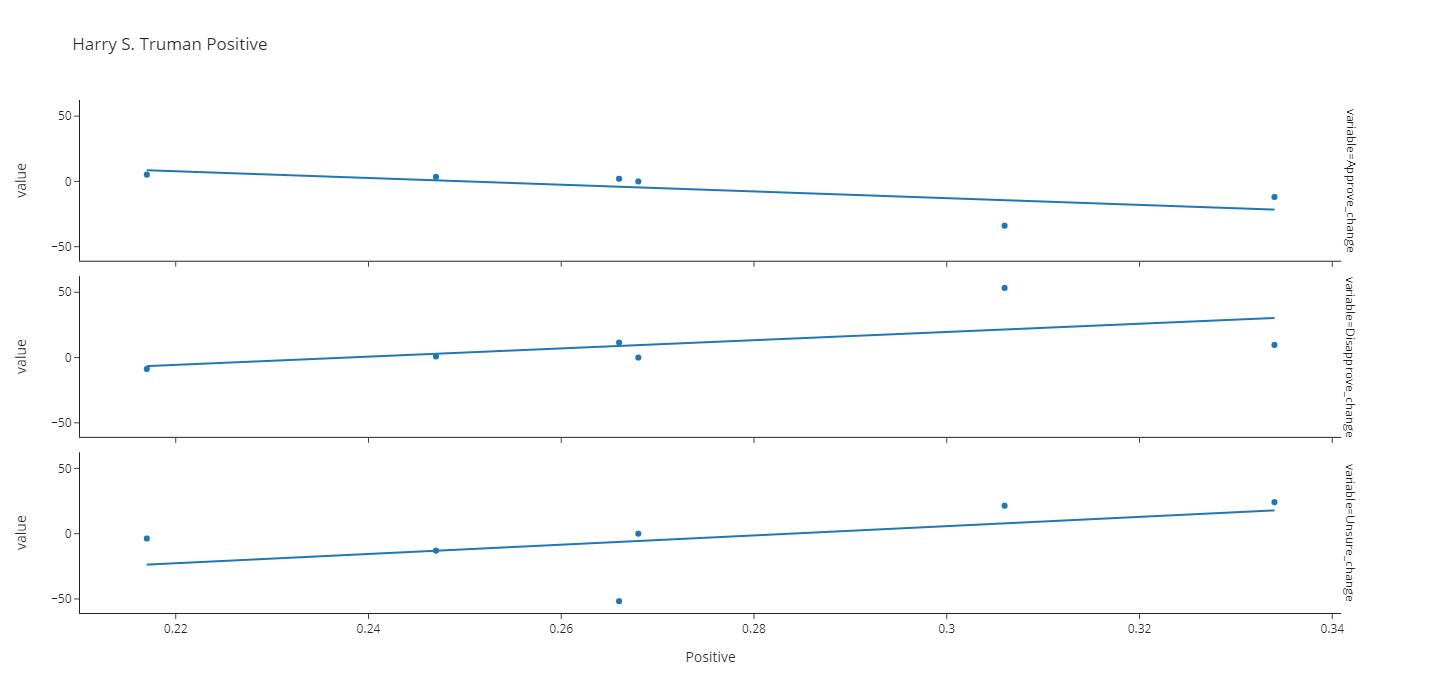 Harry S. Truman Positive
50
0
−50
value
variable=Approve_change
50
0
−50
value
variable=Disapprove_change
50
0
−50
value
variable=Unsure_change
0.22
0.24
0.26
0.28
0.3
0.32
0.34
Positive